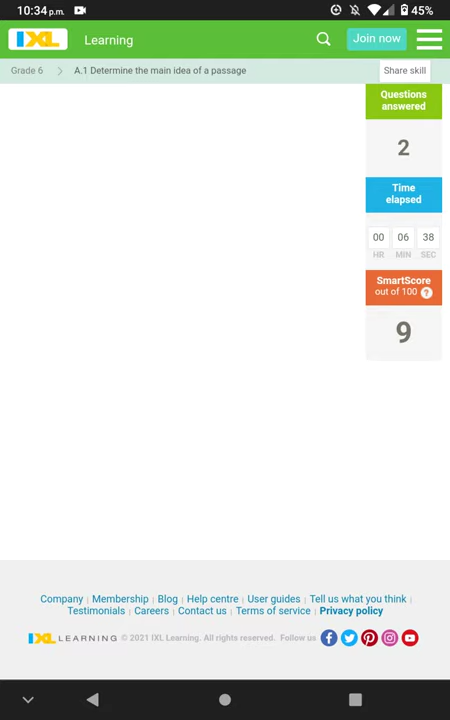 10:34 p.m.
45%
IXL Learning
Join now
Grade 6 A.1 Determine the main idea of a passage
Share skill
Questions
answered
2
Time
elapsed
00 06 38
HR MIN SEC
SmartScore
out of 100 ?
9
Company | Membership | Blog | Help centre | User guides | Tell us what you think |
Testimonials | Careers | Contact us | Terms of service | Privacy policy
IXL LEARNING © 2021 IXL Learning. All rights reserved. Follow us